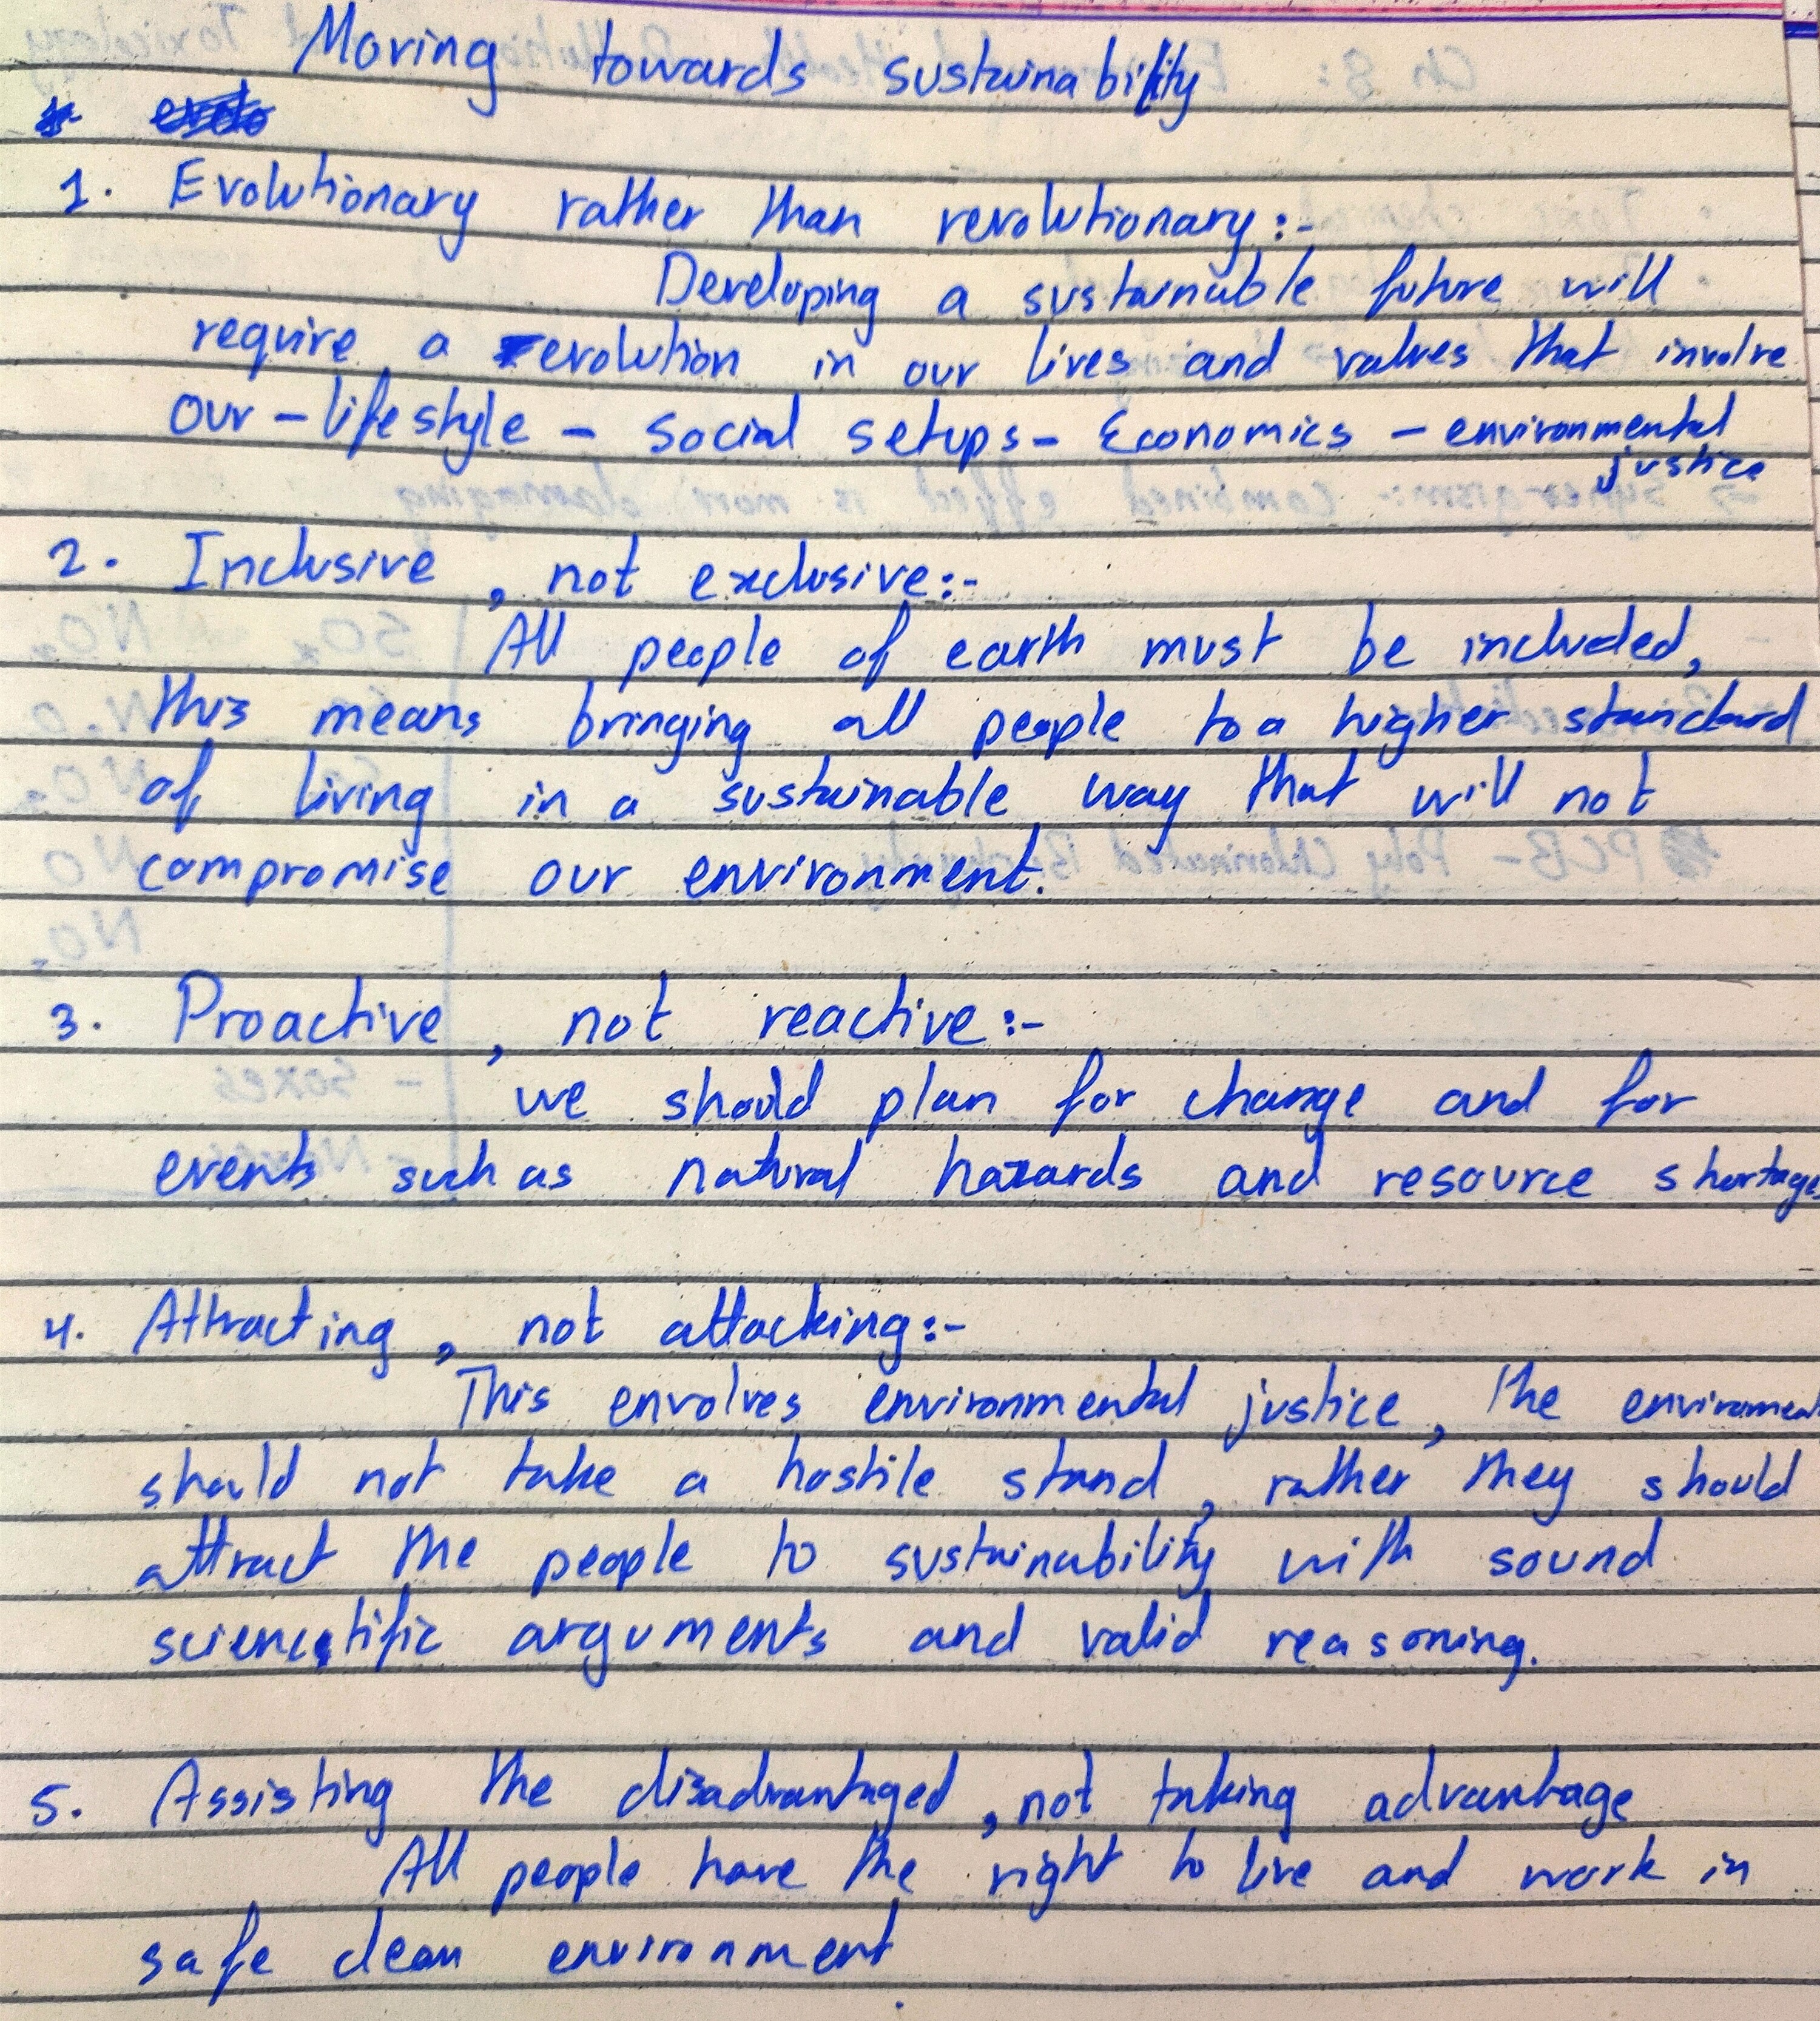 Moving towards sustainability
1. Evolutionary rather than revolutionary:-
Developing a sustainable future will
require a evolution in our lives and values that involve
our - lifestyle - social setups - Economics - environmental
justice
2. Inclusive, not exclusive:-
All people of earth must be included,
this means bringing all people to a higher standard
of living in a sustainable way that will not
compromise our environment.
3. Proactive, not reactive:-
we should plan for change and for
events such as natural hazards and resource shortage
4. Attracting, not attacking:-
This envolves environmental justice, the environment
should not take a hostile stand, rather they should
attract the people to sustainability with sound
scientific arguments and valid reasoning.
5. Assisting the disadvantaged, not taking advantage
All people have the right to live and work in
safe clean environment